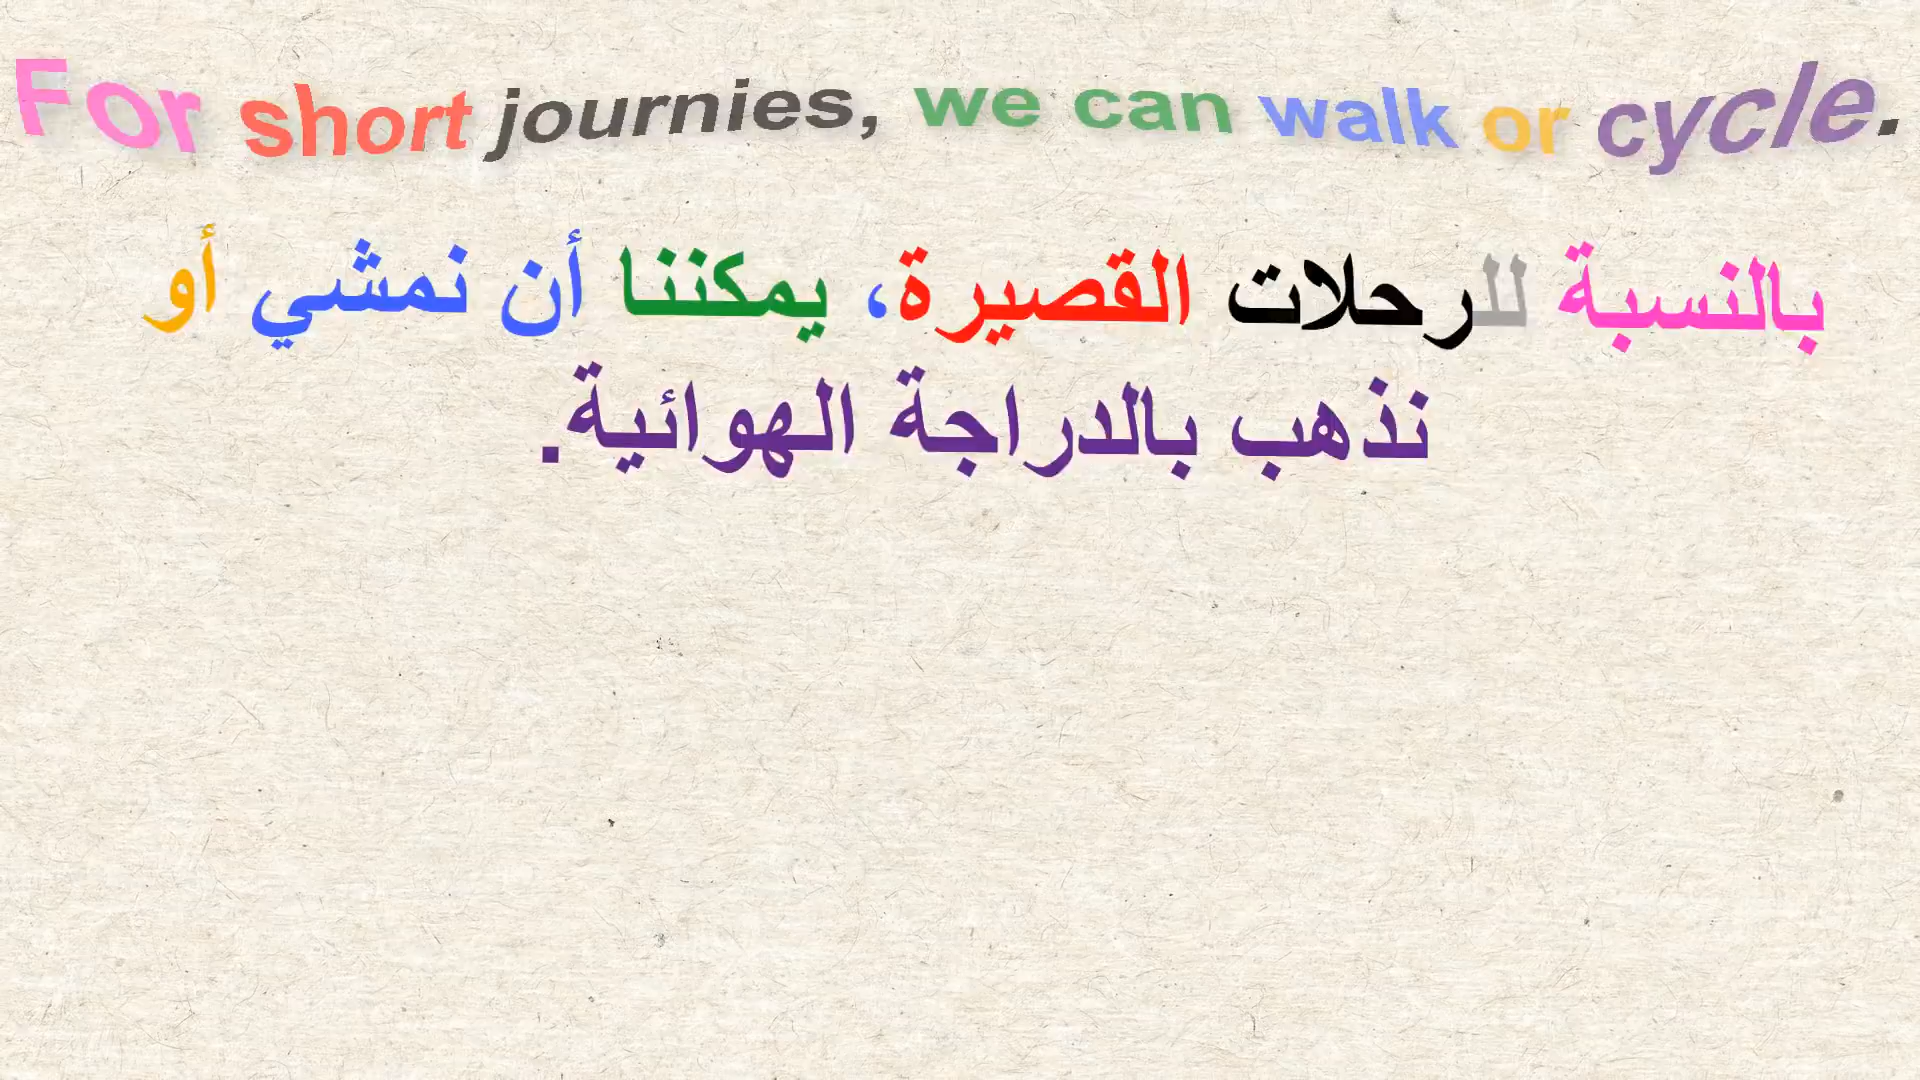 For short journies, we can walk or cycle.
بالنسبة للرحلات القصيرة، يمكننا أن نمشي أو
نذهب بالدراجة الهوائية.